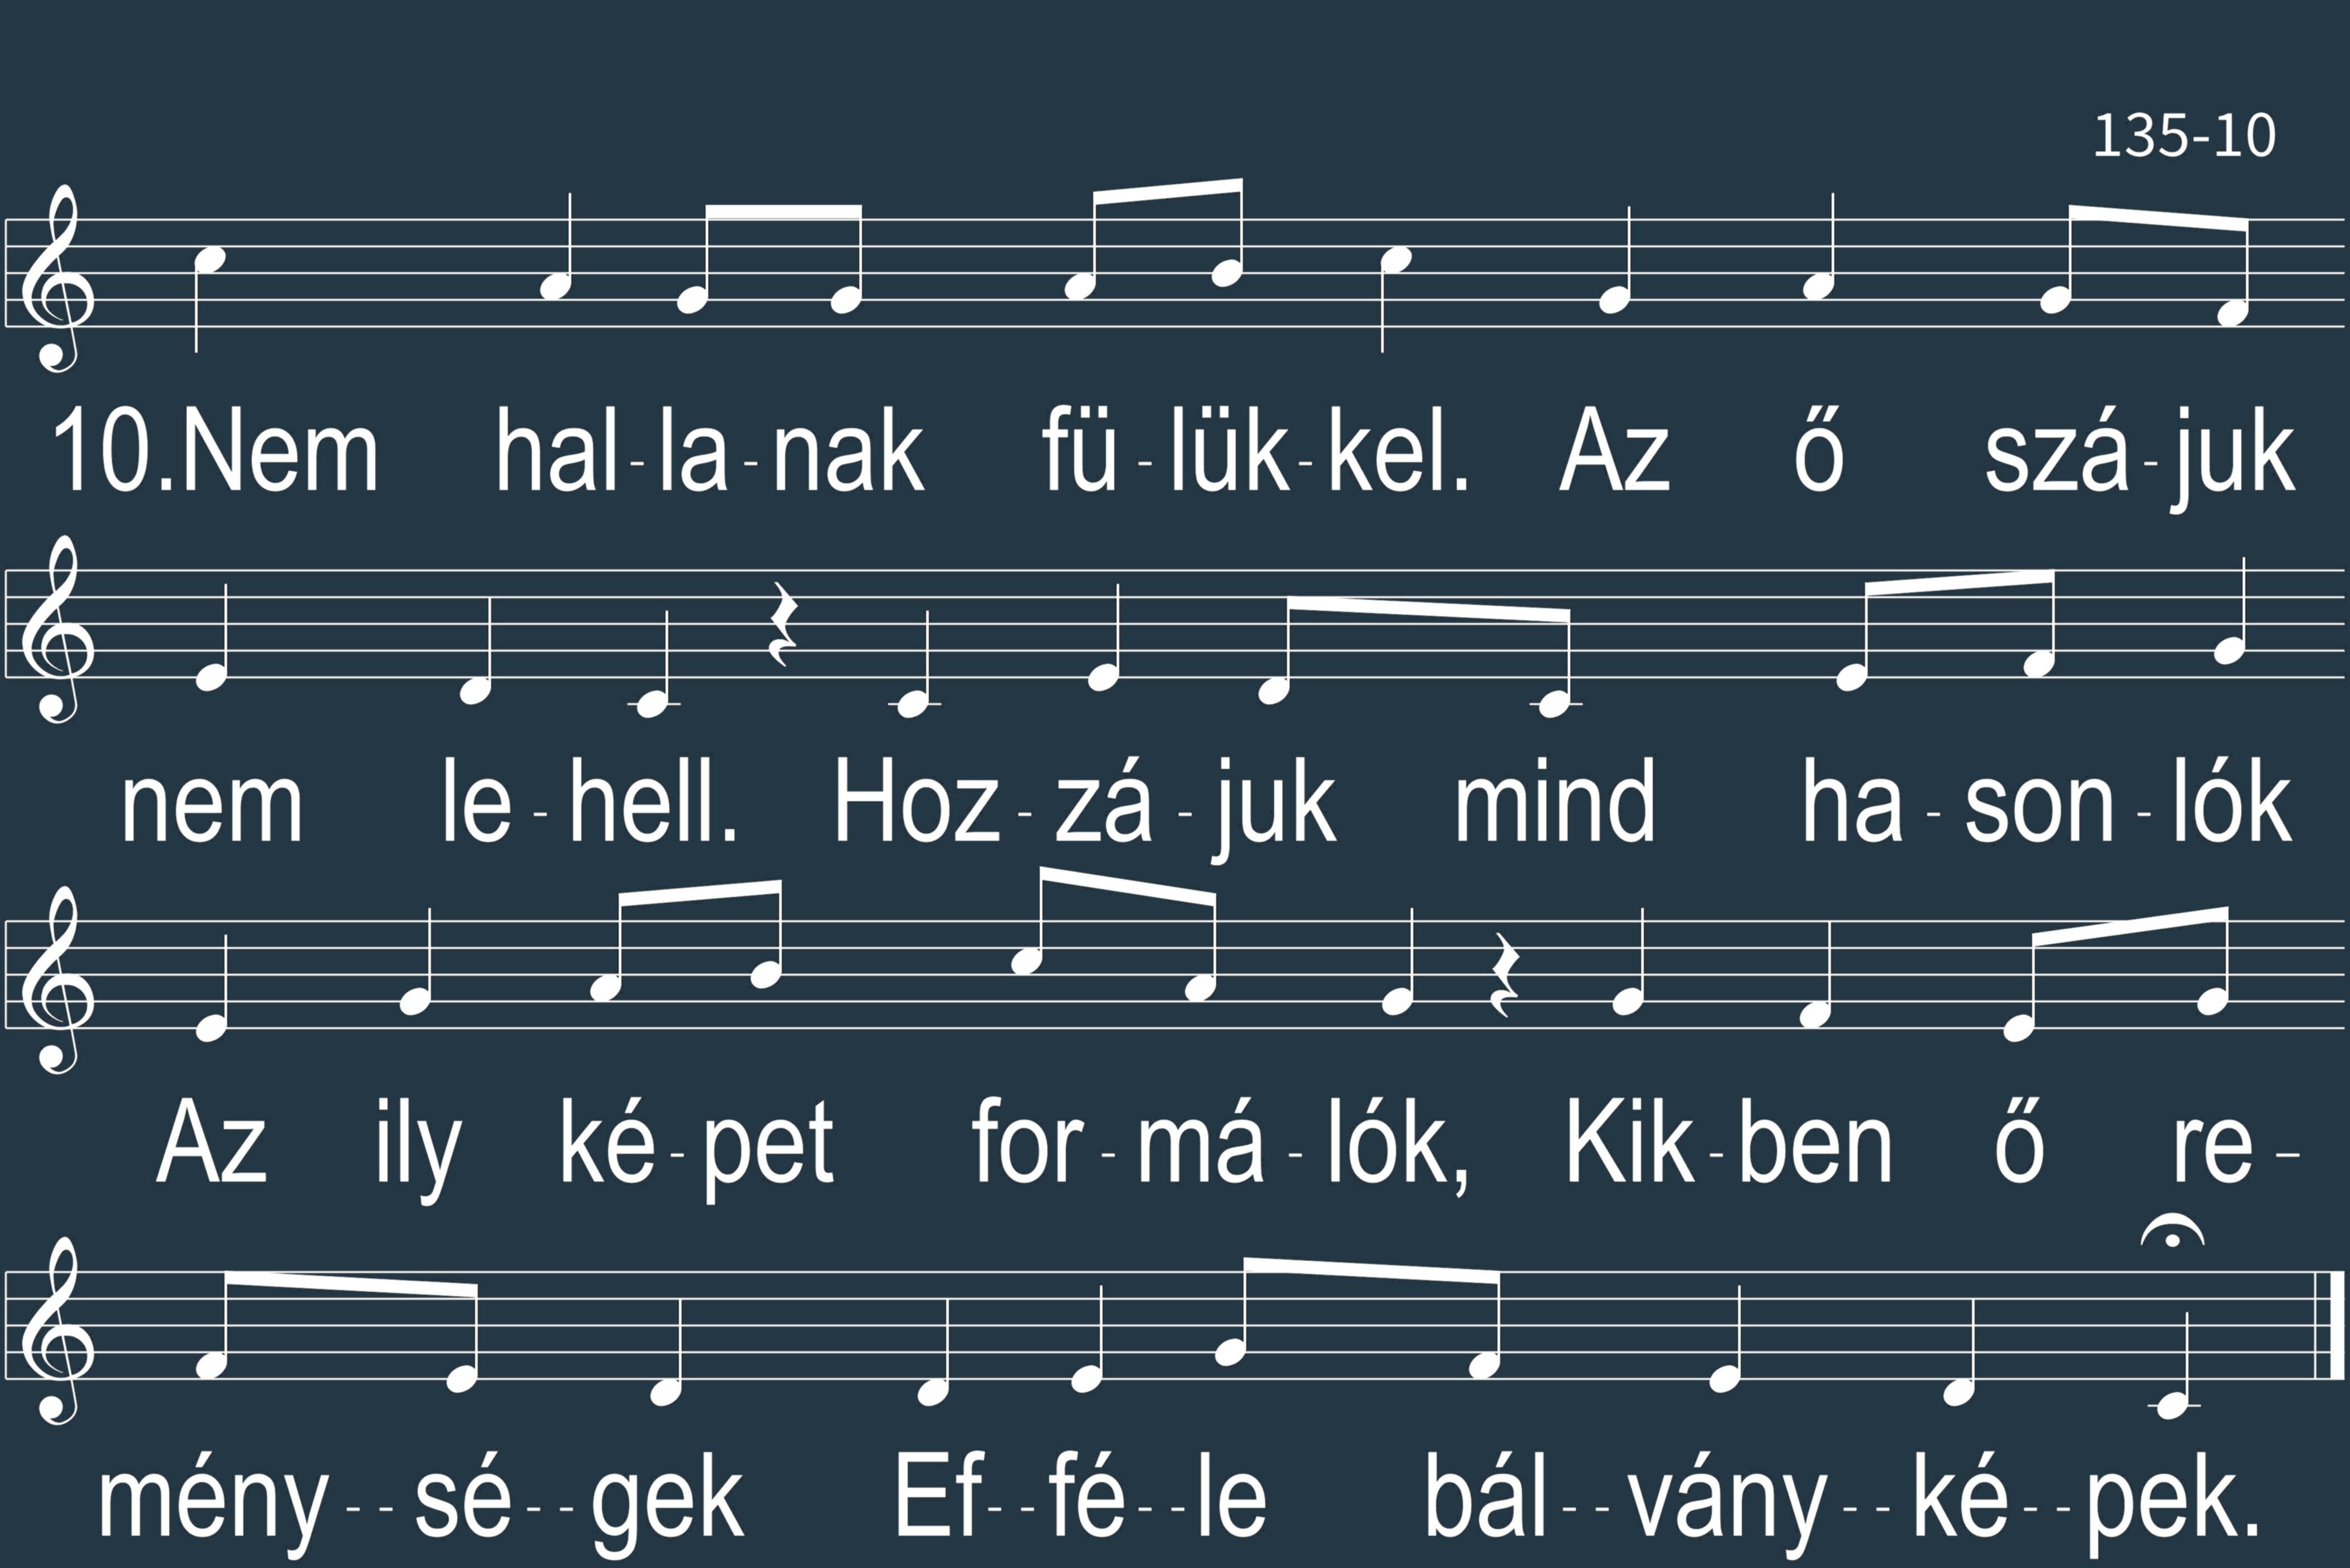 135-10
10.Nem hal-la-nak fü-lük-kel. Az ő szá-juk
nem le-hell. Hoz-zá-juk mind ha-son-lók
Az ily ké-pet for-má-lók, Kik-ben ő re-
mény--sé--gek Ef--fé--le bál--vány--ké--pek.